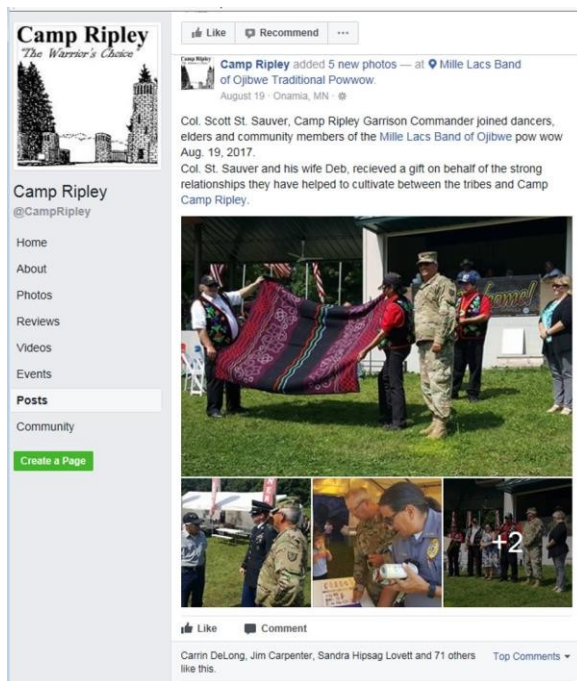 Camp Ripley
"The Warrior's Choice"
Camp Ripley
@CampRipley
Home
About
Photos
Reviews
Videos
Events
Posts
Community
Create a Page
Like Recommend
Camp Ripley added 5 new photos — at Mille Lacs Band
of Ojibwe Traditional Powwow.
August 19 · Onamia, MN ·
Col. Scott St. Sauver, Camp Ripley Garrison Commander joined dancers,
elders and community members of the Mille Lacs Band of Ojibwe pow wow
Aug. 19, 2017.
Col. St. Sauver and his wife Deb, recieved a gift on behalf of the strong
relationships they have helped to cultivate between the tribes and Camp
Camp Ripley.
+2
Like Comment
Carrin DeLong, Jim Carpenter, Sandra Hipsag Lovett and 71 others
like this.
Top Comments